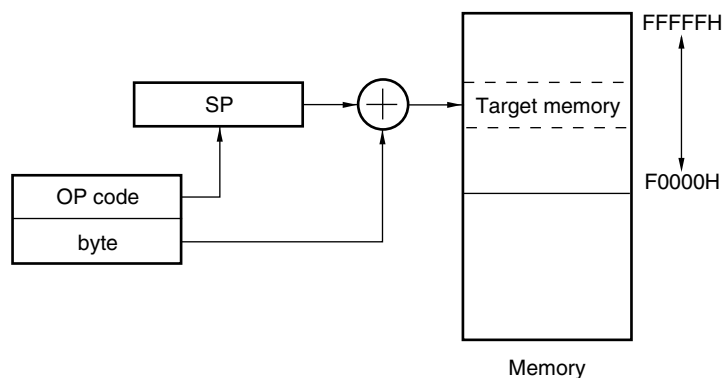 FFFFFH
SP
Target memory
OP code
F0000H
byte
Memory